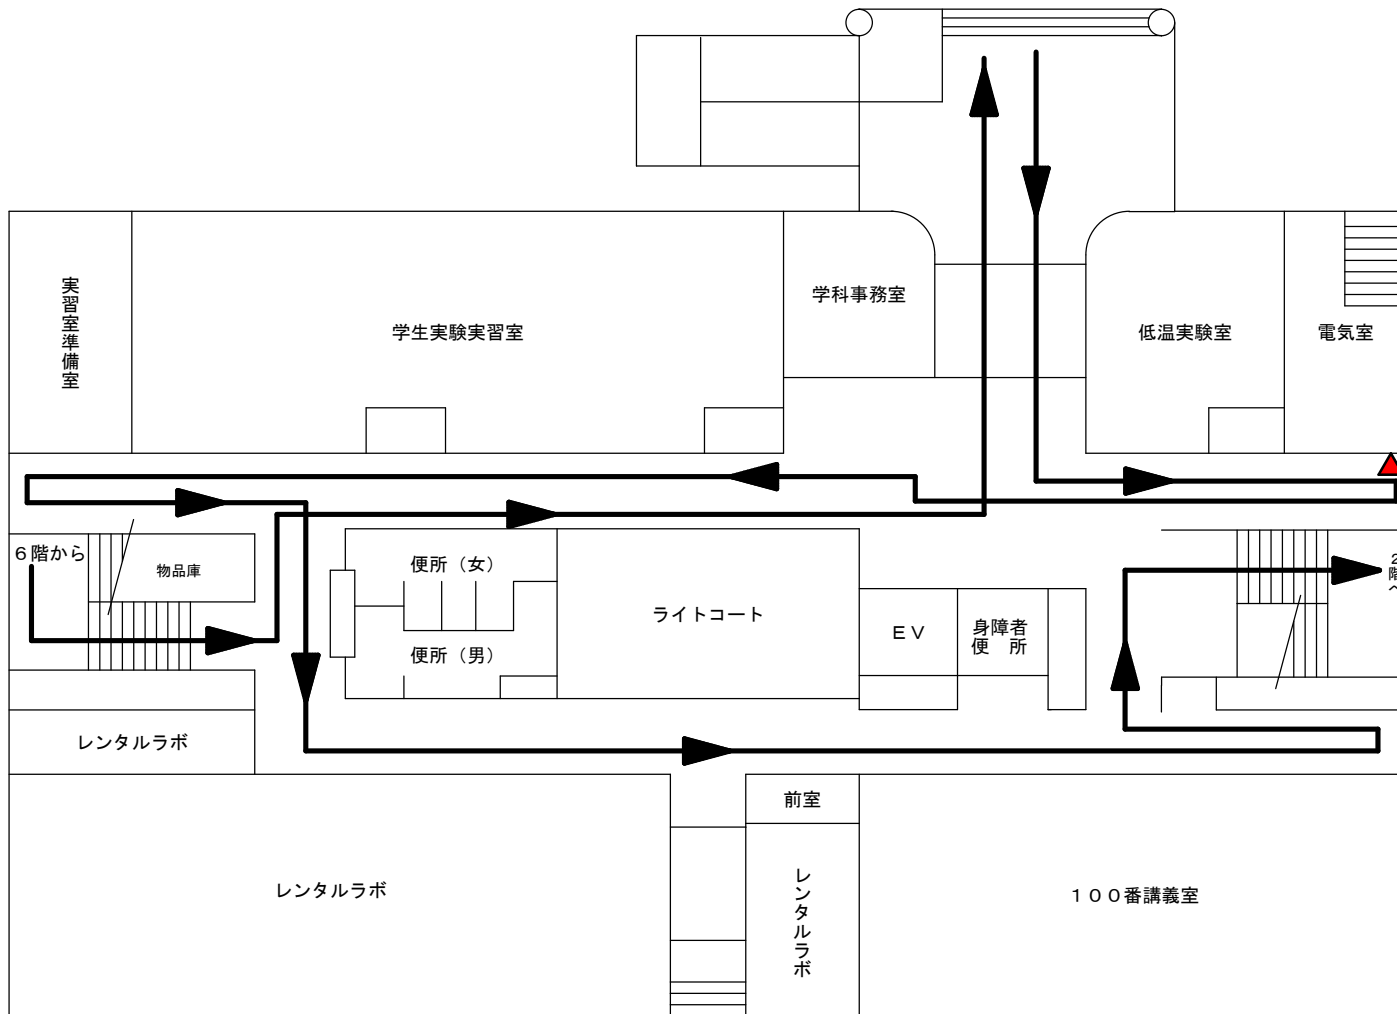 実習室準備室
学生実験実習室
学科事務室
低温実験室
電気室
６階から
物品庫
便所（女）
便所（男）
ライトコート
ＥＶ
身障者
便　所
２階へ
レンタルラボ
前室
レンタルラボ
レンタルラボ
１００番講義室